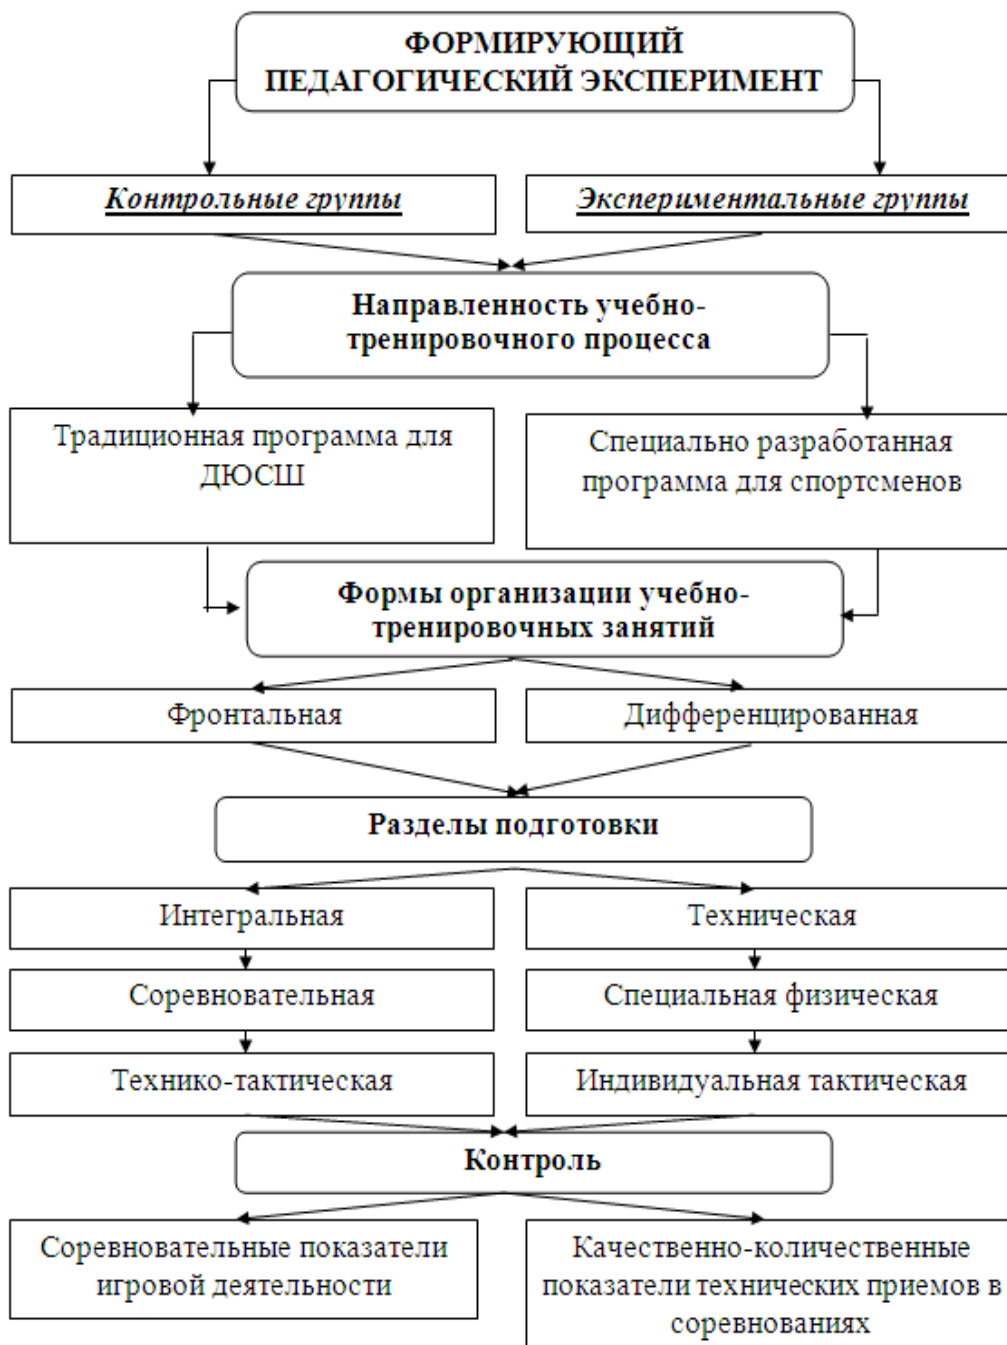 ФОРМИРУЮЩИЙ
ПЕДАГОГИЧЕСКИЙ ЭКСПЕРИМЕНТ
Контрольные группы
Экспериментальные группы
Направленность учебно-
тренировочного процесса
Традиционная программа для
ДЮСШ
Специально разработанная
программа для спортсменов
Формы организации учебно-
тренировочных занятий
Фронтальная
Дифференцированная
Разделы подготовки
Интегральная
Техническая
Соревновательная
Специальная физическая
Технико-тактическая
Индивидуальная тактическая
Контроль
Соревновательные показатели
игровой деятельности
Качественно-количественные
показатели технических приемов в
соревнованиях